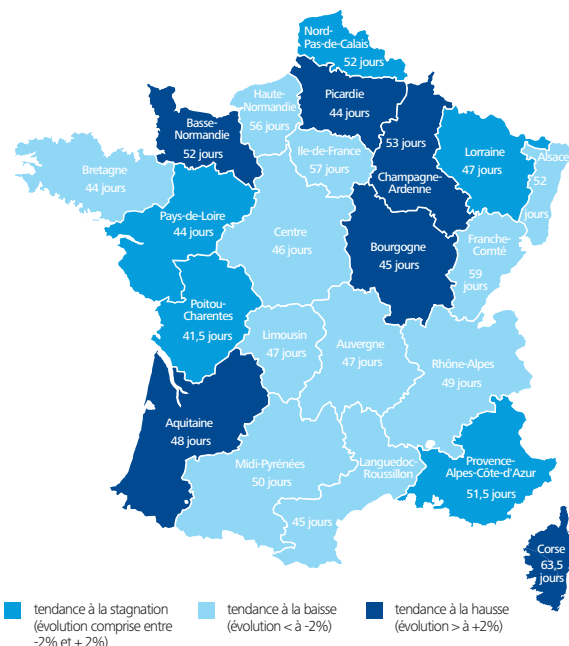 Nord-
Pas-de-Calais
52 jours
Haute-
Normandie
56 jours
Picardie
44 jours
Basse-
Normandie
52 jours
53 jours
Champagne-
Ardenne
Lorraine
47 jours
Alsace
52
jours
Ile-de-France
57 jours
Bretagne
44 jours
Pays-de-Loire
44 jours
Centre
46 jours
Bourgogne
45 jours
Franche-
Comté
59
jours
Poitou-
Charentes
41,5 jours
Limousin
47 jours
Auvergne
47 jours
Rhône-Alpes
49 jours
Aquitaine
48 jours
Midi-Pyrénées
50 jours
Languedoc-
Roussillon
45 jours
Provence-
Alpes-Côte-d'Azur
51,5 jours
Corse
63,5
jours
tendance à la stagnation
(évolution comprise entre
-2% et + 2%)
tendance à la baisse
(évolution < à -2%)
tendance à la hausse
(évolution > à +2%)